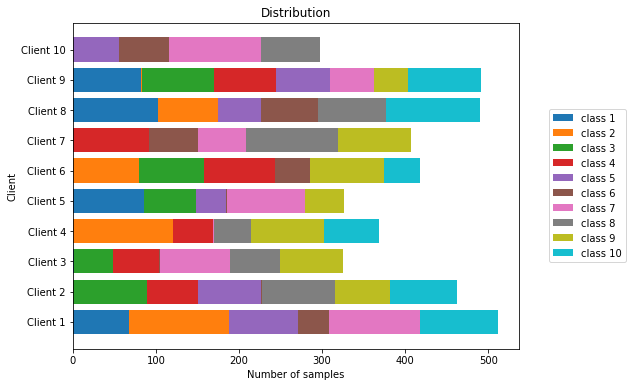 Distribution
Client
Client 10
Client 9
Client 8
Client 7
Client 6
Client 5
Client 4
Client 3
Client 2
Client 1
0 100 200 300 400 500
Number of samples
class 1
class 2
class 3
class 4
class 5
class 6
class 7
class 8
class 9
class 10